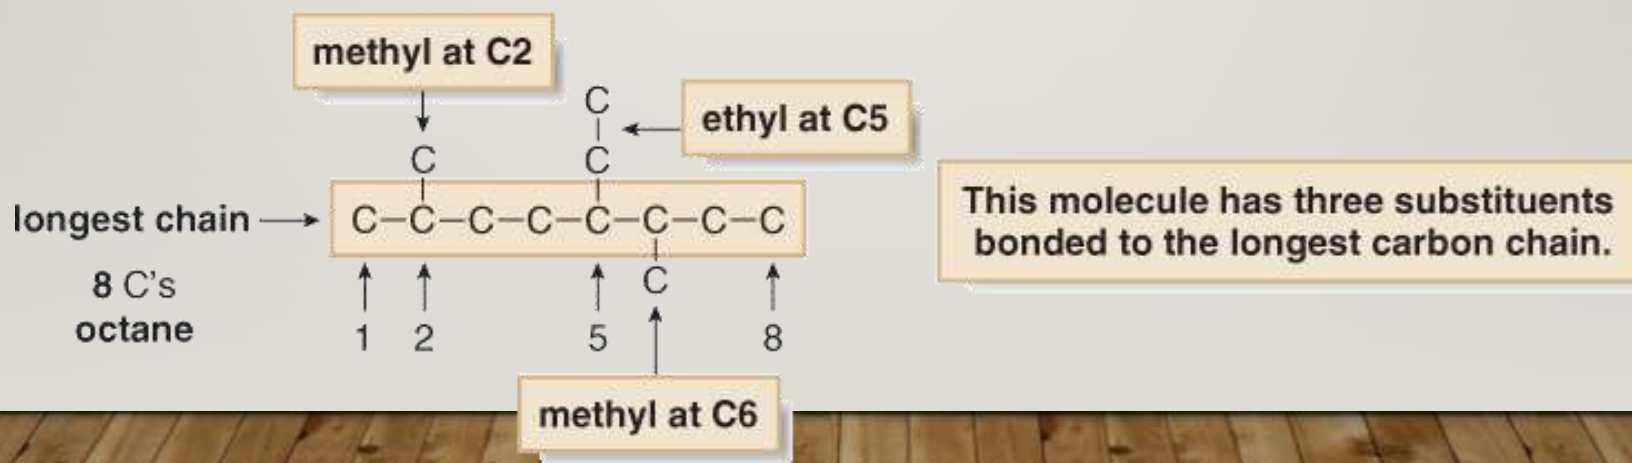 methyl at C2
C
C
C
ethyl at C5
C
longest chain
C–C–C–C–C–C–C–C
8 C's
octane
C
1 2 5 8
methyl at C6
This molecule has three substituents
bonded to the longest carbon chain.